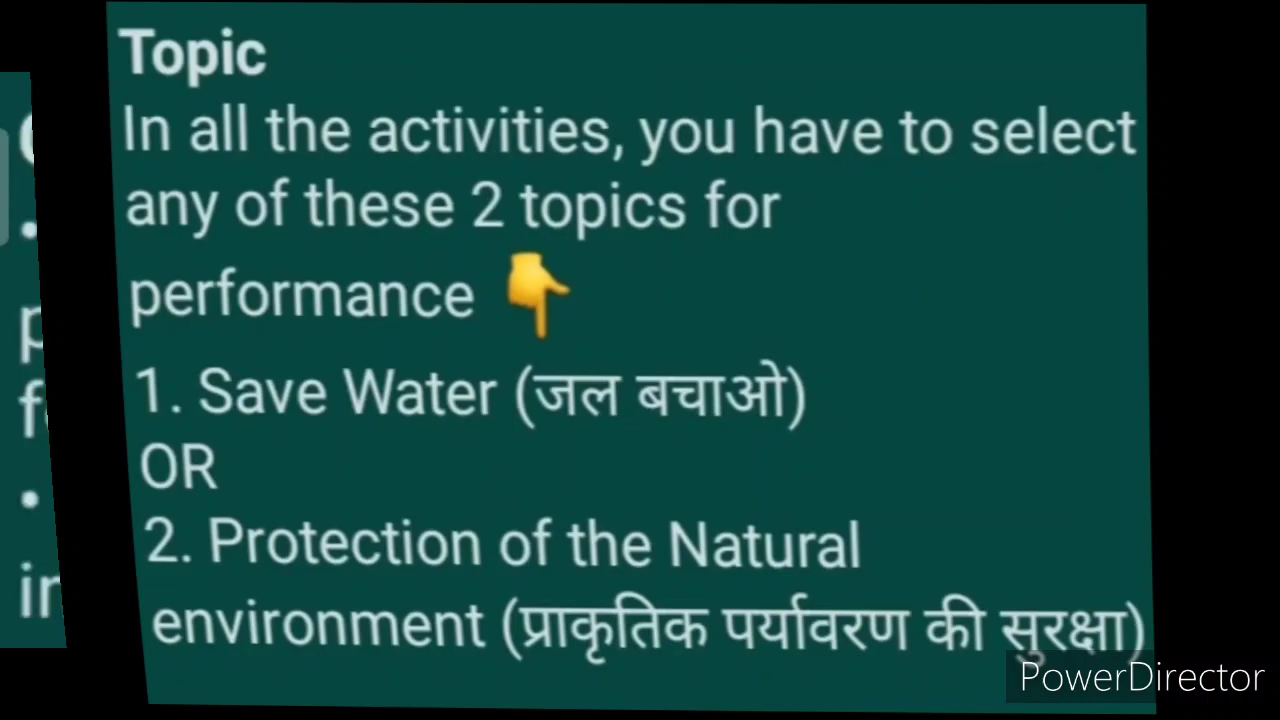 Topic
In all the activities, you have to select
any of these 2 topics for
performance 👇
1. Save Water (जल बचाओ)
OR
2. Protection of the Natural
environment (प्राकृतिक पर्यावरण की सुरक्षा)
PowerDirector